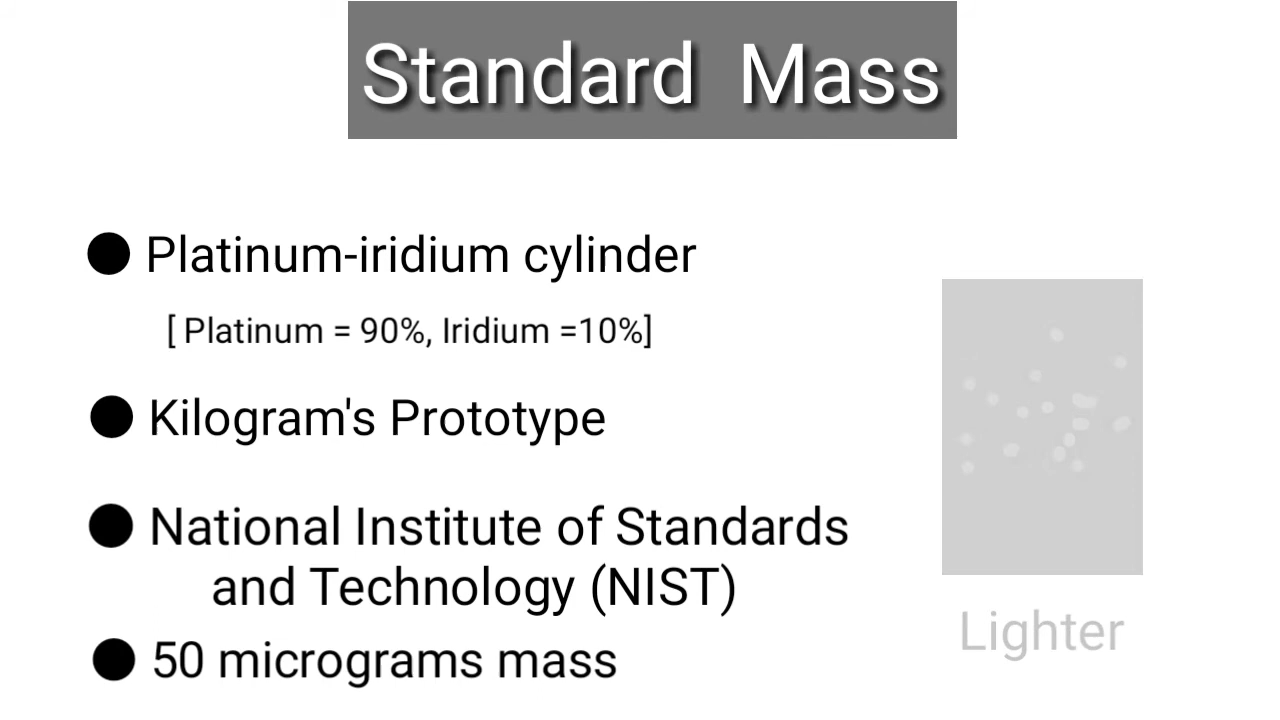 Standard Mass
● Platinum-iridium cylinder
[ Platinum = 90%, Iridium =10%]
● Kilogram's Prototype
● National Institute of Standards
and Technology (NIST)
● 50 micrograms mass
Lighter